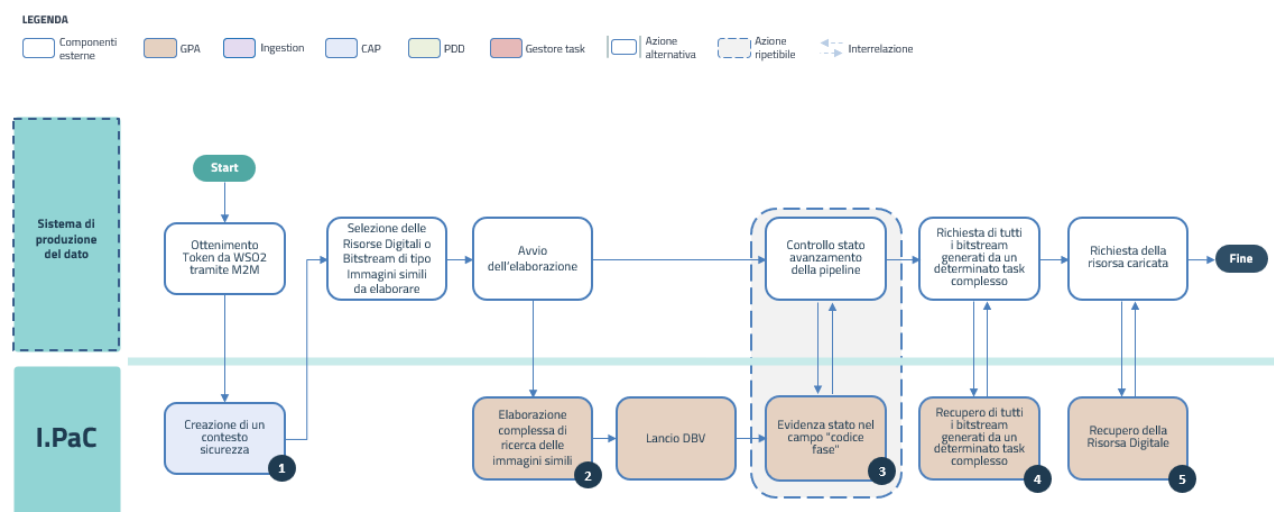 LEGENDA
Componenti
esterne
GPA
Ingestion
CAP
PDD
Gestore task
Azione
alternativa
Azione
ripetibile
Interrelazione
Sistema di
produzione
del dato
Start
Ottenimento
Token da WSO2
tramite M2M
Selezione delle
Risorse Digitali o
Bitstream di tipo
Immagini simili
da elaborare
Avvio
dell'elaborazione
Controllo stato
avanzamento
della pipeline
Richiesta di tutti
i bitstream
generati da un
determinato task
complesso
Richiesta della
risorsa caricata
Fine
I.PaC
Creazione di un
contesto
sicurezza
1
Elaborazione
complessa di
ricerca delle
immagini simili
2
Lancio DBV
Evidenza stato nel
campo "codice
fase"
3
Recupero di tutti
i bitstream
generati da un
determinato task
complesso
4
Recupero della
Risorsa Digitale
5